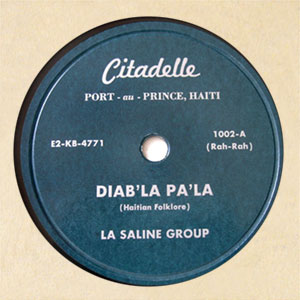 Citadelle
PORT - au - PRINCE, HAITI
E2-KB-4771
1002-A
(Rah-Rah)
DIAB'LA PA'LA
(Haitian Folklore)
LA SALINE GROUP